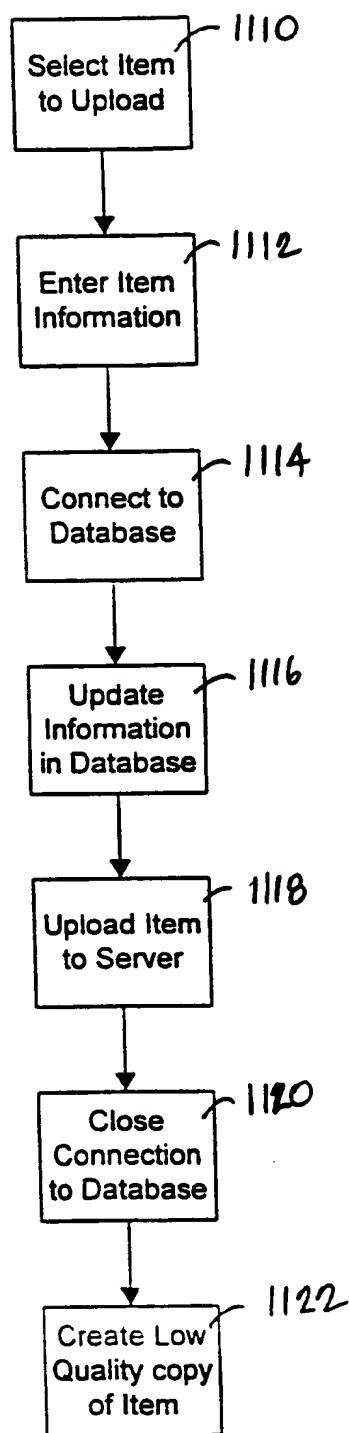 1110
Select Item
to Upload
1112
Enter Item
Information
1114
Connect to
Database
1116
Update
Information
in Database
1118
Upload Item
to Server
1120
Close
Connection
to Database
1122
Create Low
Quality copy
of Item